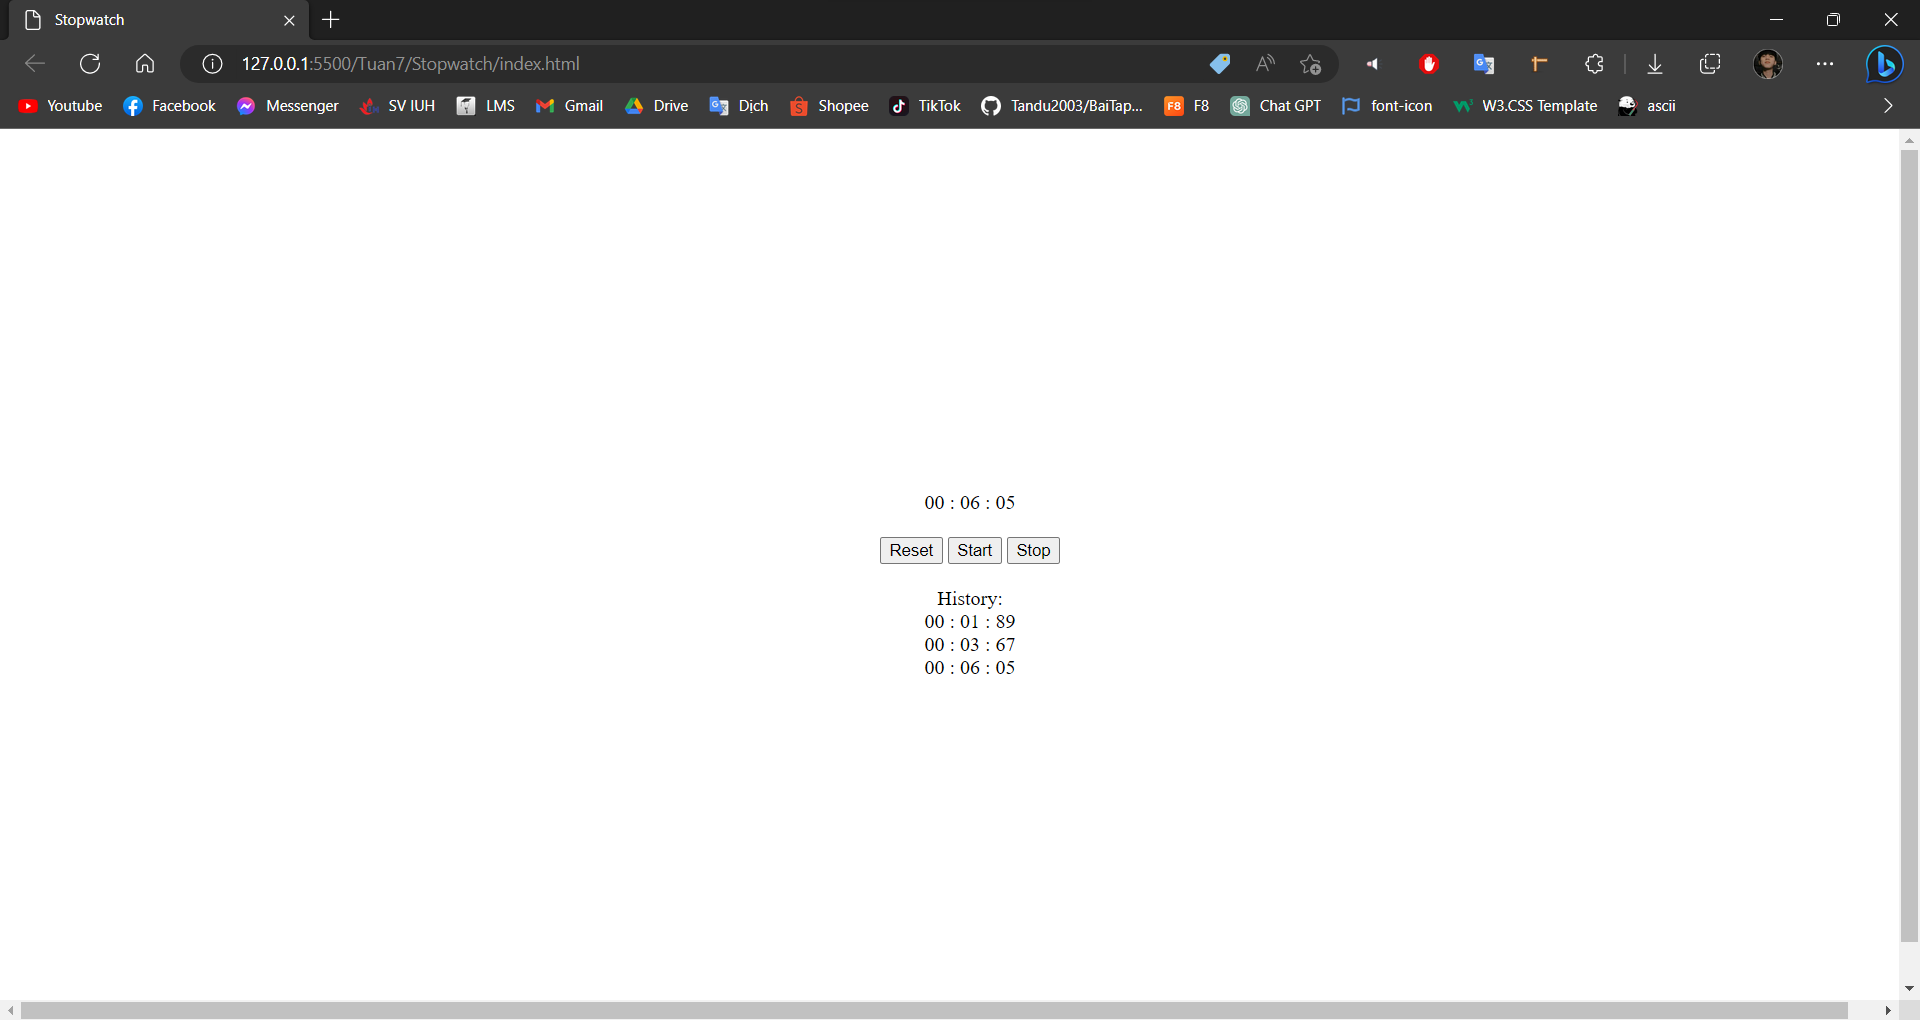 Stopwatch
127.0.0.1:5500/Tuan7/Stopwatch/index.html
Youtube Facebook Messenger SV IUH LMS Gmail Drive Dịch Shopee TikTok Tandu2003/BaiTap... F8 F8 Chat GPT font-icon W3.CSS Template ascii
00 : 06 : 05
Reset Start Stop
History:
00 : 01 : 89
00 : 03 : 67
00 : 06 : 05